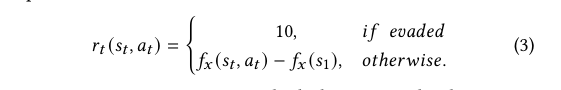 r_t(s_t, a_t) = { 10, if evaded
f_x(s_t, a_t) − f_x(s_1), otherwise. (3)